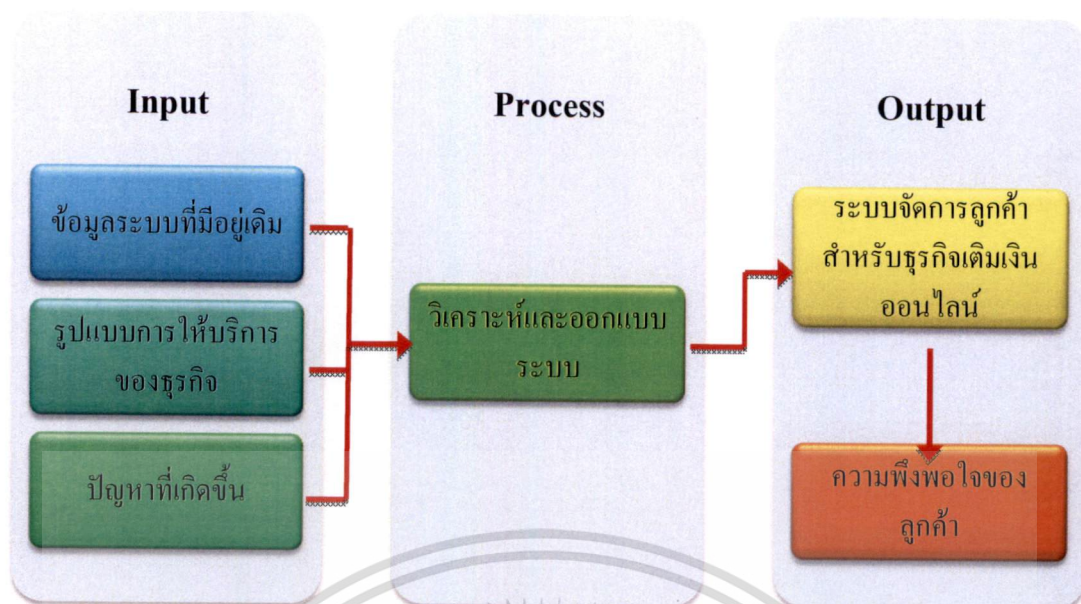 Input
ข้อมูลระบบที่มีอยู่เดิม
รูปแบบการให้บริการ
ของธุรกิจ
ปัญหาที่เกิดขึ้น
Process
วิเคราะห์และออกแบบ
ระบบ
Output
ระบบจัดการลูกค้า
สำหรับธุรกิจเติมเงิน
ออนไลน์
ความพึงพอใจของ
ลูกค้า